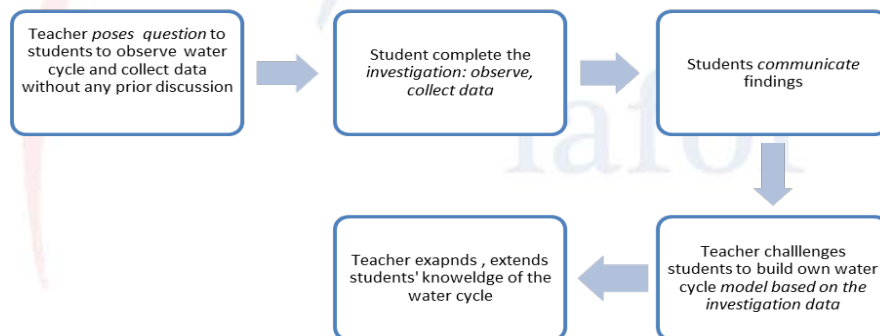 Teacher poses question to
students to observe water
cycle and collect data
without any prior discussion
Student complete the
investigation: observe,
collect data
Students communicate
findings
iafor
Teacher challlenges
students to build own water
cycle model based on the
investigation data
Teacher exapnds , extends
students' knoweldge of the
water cycle